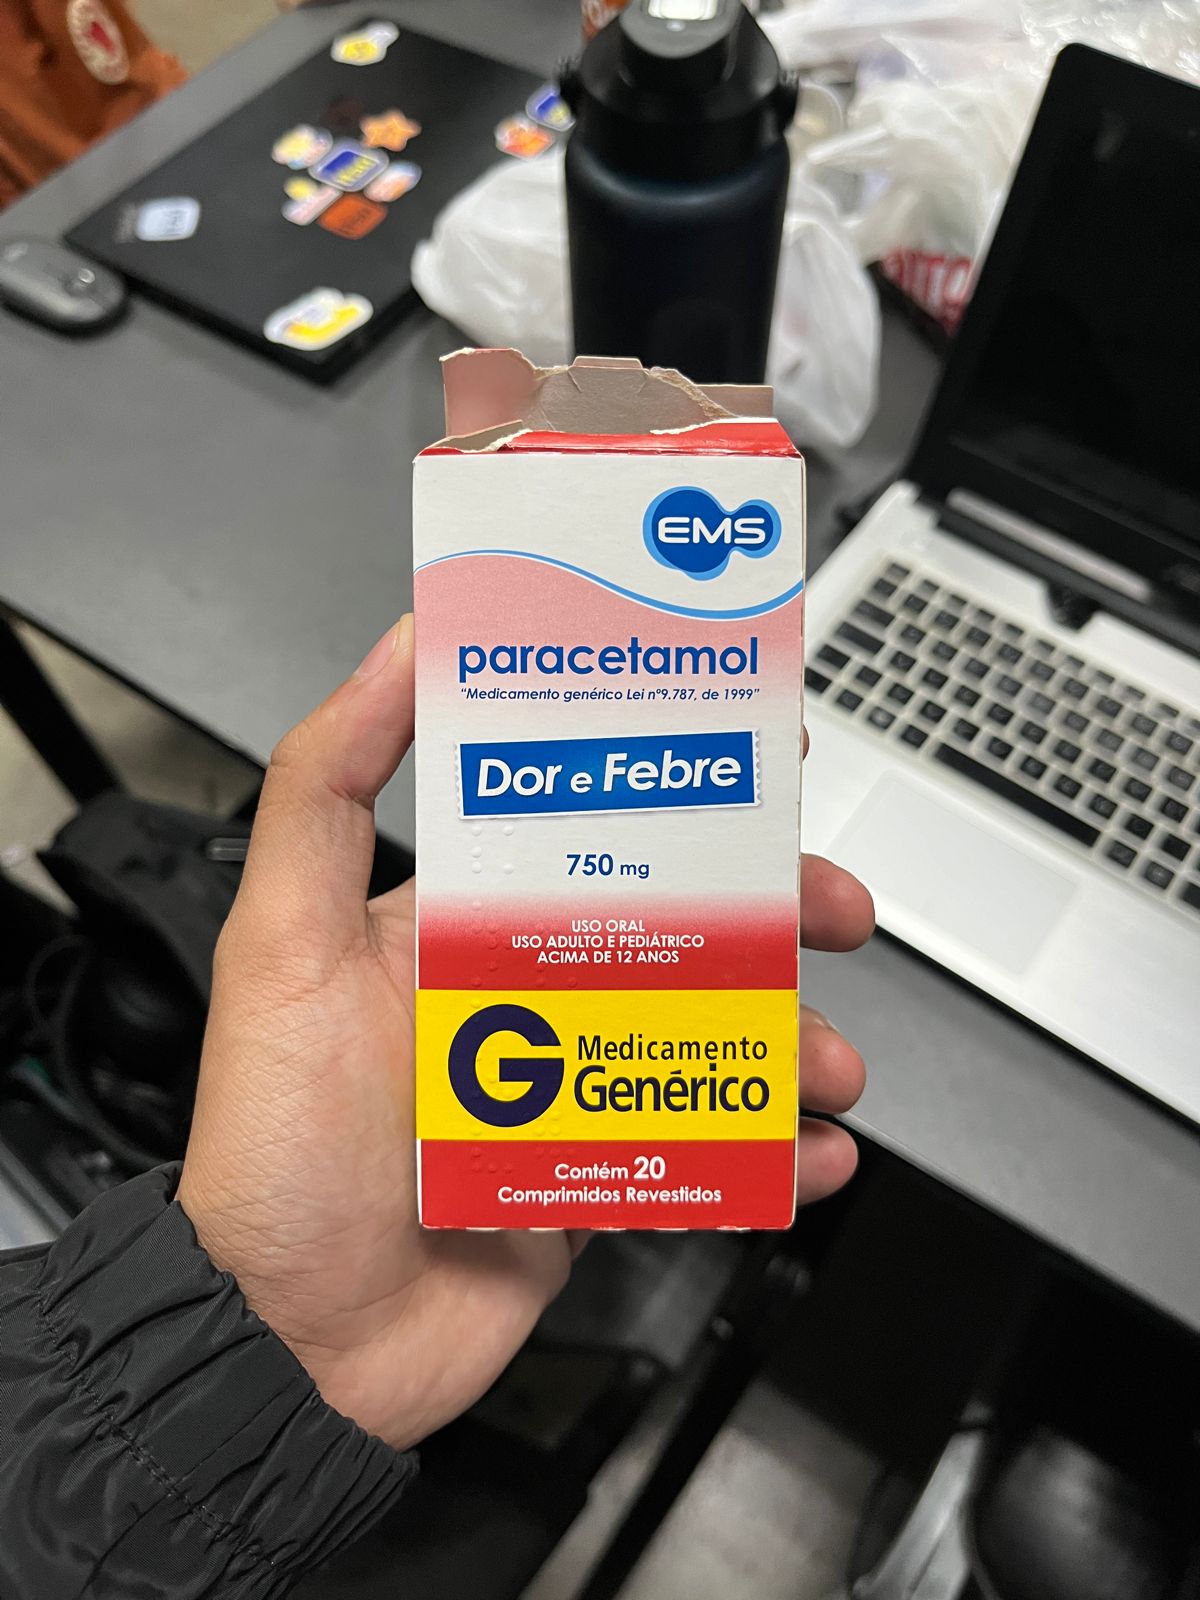 EMS
paracetamol
“Medicamento genérico Lei nº9.787, de 1999”
Dor e Febre
750 mg
USO ORAL
USO ADULTO E PEDIÁTRICO
ACIMA DE 12 ANOS
G Medicamento
Genérico
Contém 20
Comprimidos Revestidos